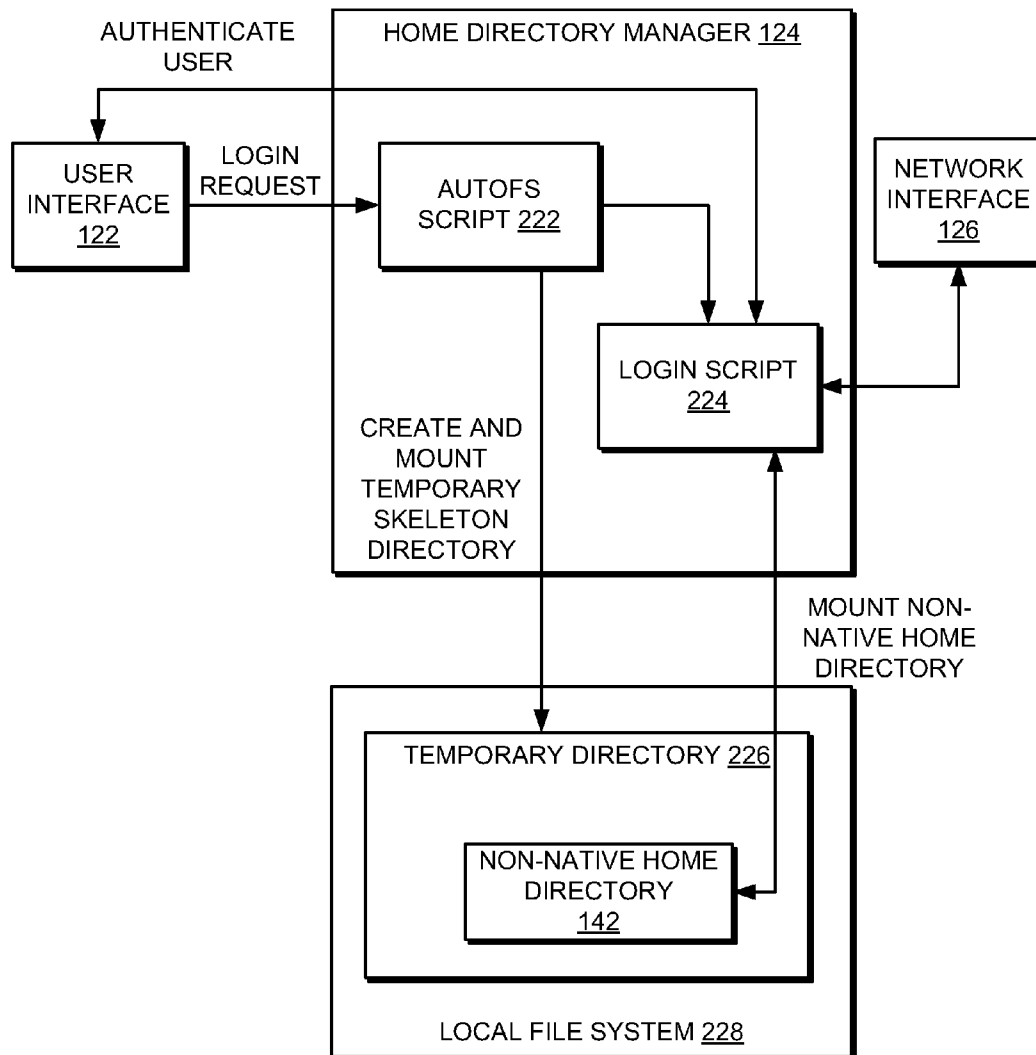 AUTHENTICATE
USER
HOME DIRECTORY MANAGER 124
USER
INTERFACE
122
LOGIN
REQUEST
AUTOFS
SCRIPT 222
NETWORK
INTERFACE
126
LOGIN SCRIPT
224
CREATE AND
MOUNT
TEMPORARY
SKELETON
DIRECTORY
MOUNT NON-
NATIVE HOME
DIRECTORY
TEMPORARY DIRECTORY 226
NON-NATIVE HOME
DIRECTORY
142
LOCAL FILE SYSTEM 228